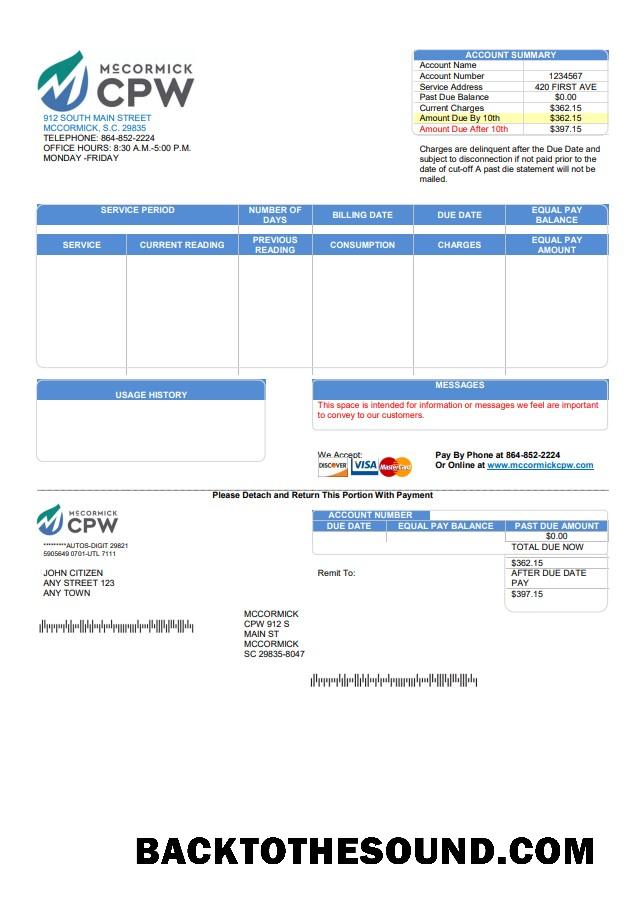 McCORMICK
CPW
912 SOUTH MAIN STREET
MCCORMICK, S.C. 29835
TELEPHONE: 864-852-2224
OFFICE HOURS: 8:30 A.M.-5:00 P.M.
MONDAY -FRIDAY
ACCOUNT SUMMARY
Account Name
Account Number 1234567
Service Address 420 FIRST AVE
Past Due Balance $0.00
Current Charges $362.15
Amount Due By 10th $362.15
Amount Due After 10th $397.15
Charges are delinquent after the Due Date and
subject to disconnection if not paid prior to the
date of cut-off A past die statement will not be
mailed.
SERVICE PERIOD NUMBER OF DAYS BILLING DATE DUE DATE EQUAL PAY BALANCE
SERVICE CURRENT READING PREVIOUS READING CONSUMPTION CHARGES EQUAL PAY AMOUNT
USAGE HISTORY
MESSAGES
This space is intended for information or messages we feel are important
to convey to our customers.
We Accept:
DISCOVER VISA MasterCard
Pay By Phone at 864-852-2224
Or Online at www.mccormickcpw.com
Please Detach and Return This Portion With Payment
McCORMICK
CPW
*********AUTOS-DIGIT 29821
5905649 0701-UTL 7111
JOHN CITIZEN
ANY STREET 123
ANY TOWN
ACCOUNT NUMBER
DUE DATE EQUAL PAY BALANCE PAST DUE AMOUNT
$0.00
TOTAL DUE NOW
$362.15
AFTER DUE DATE
PAY
$397.15
Remit To:
MCCORMICK
CPW 912 S
MAIN ST
MCCORMICK
SC 29835-8047
BACKTOTHESOUND.COM